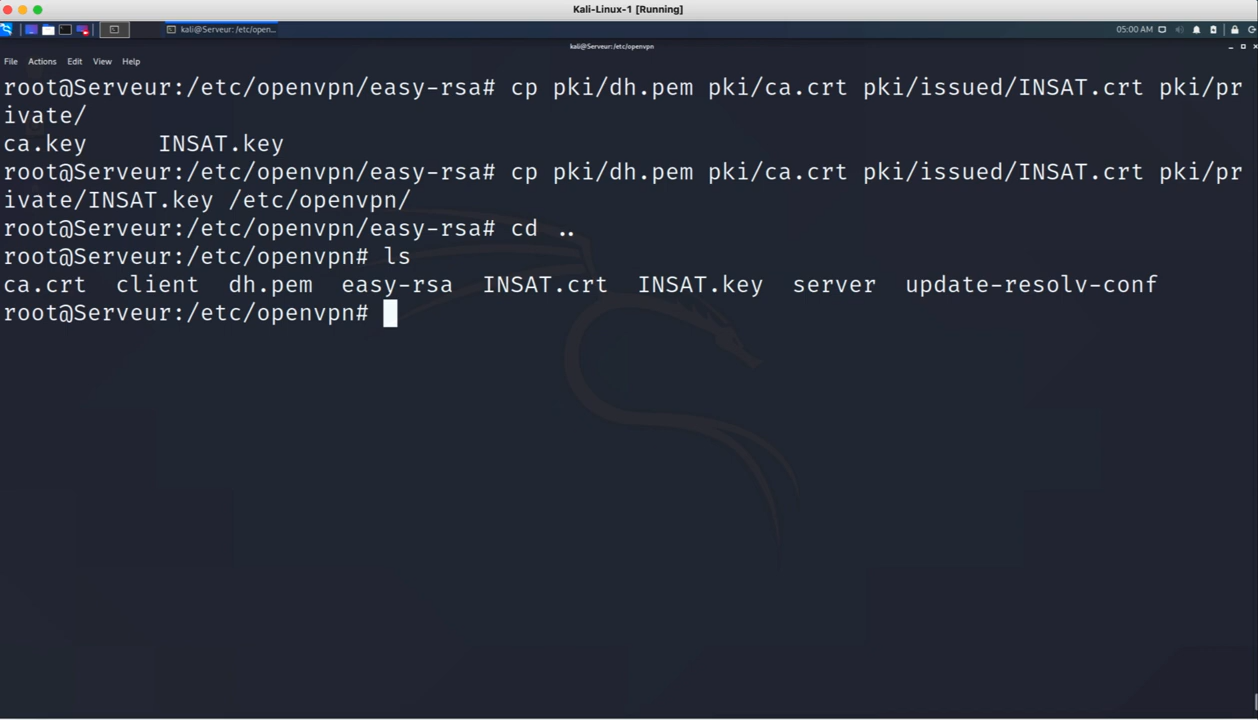 Kali-Linux-1 [Running]
kali@Serveur: /etc/open...
05:00 AM
kali@Serveur:/etc/openvpn
File Actions Edit View Help
root@Serveur:/etc/openvpn/easy-rsa# cp pki/dh.pem pki/ca.crt pki/issued/INSAT.crt pki/pr
ivate/
ca.key INSAT.key
root@Serveur:/etc/openvpn/easy-rsa# cp pki/dh.pem pki/ca.crt pki/issued/INSAT.crt pki/pr
ivate/INSAT.key /etc/openvpn/
root@Serveur:/etc/openvpn/easy-rsa# cd ..
root@Serveur:/etc/openvpn# ls
ca.crt client dh.pem easy-rsa INSAT.crt INSAT.key server update-resolv-conf
root@Serveur:/etc/openvpn#